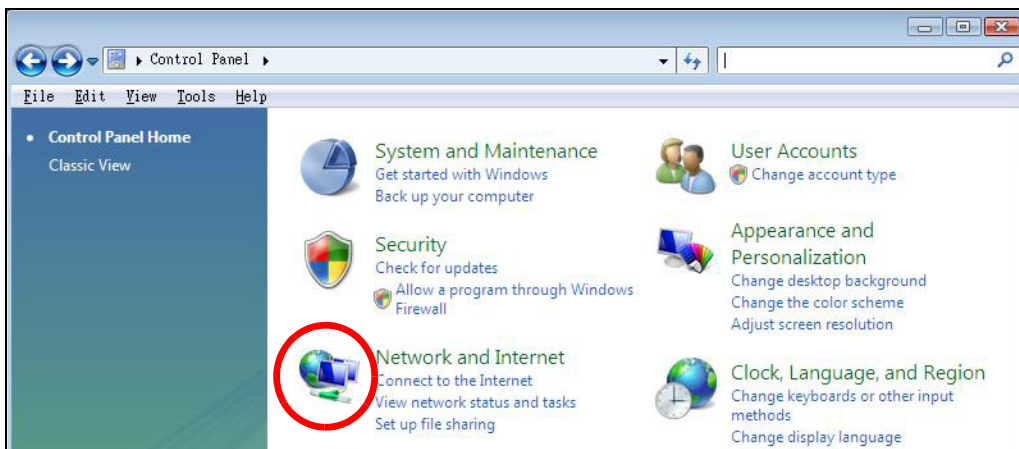 Control Panel
File Edit View Tools Help
Control Panel Home
Classic View
System and Maintenance
Get started with Windows
Back up your computer
Security
Check for updates
Allow a program through Windows
Firewall
Network and Internet
Connect to the Internet
View network status and tasks
Set up file sharing
User Accounts
Change account type
Appearance and
Personalization
Change desktop background
Change the color scheme
Adjust screen resolution
Clock, Language, and Region
Change keyboards or other input
methods
Change display language